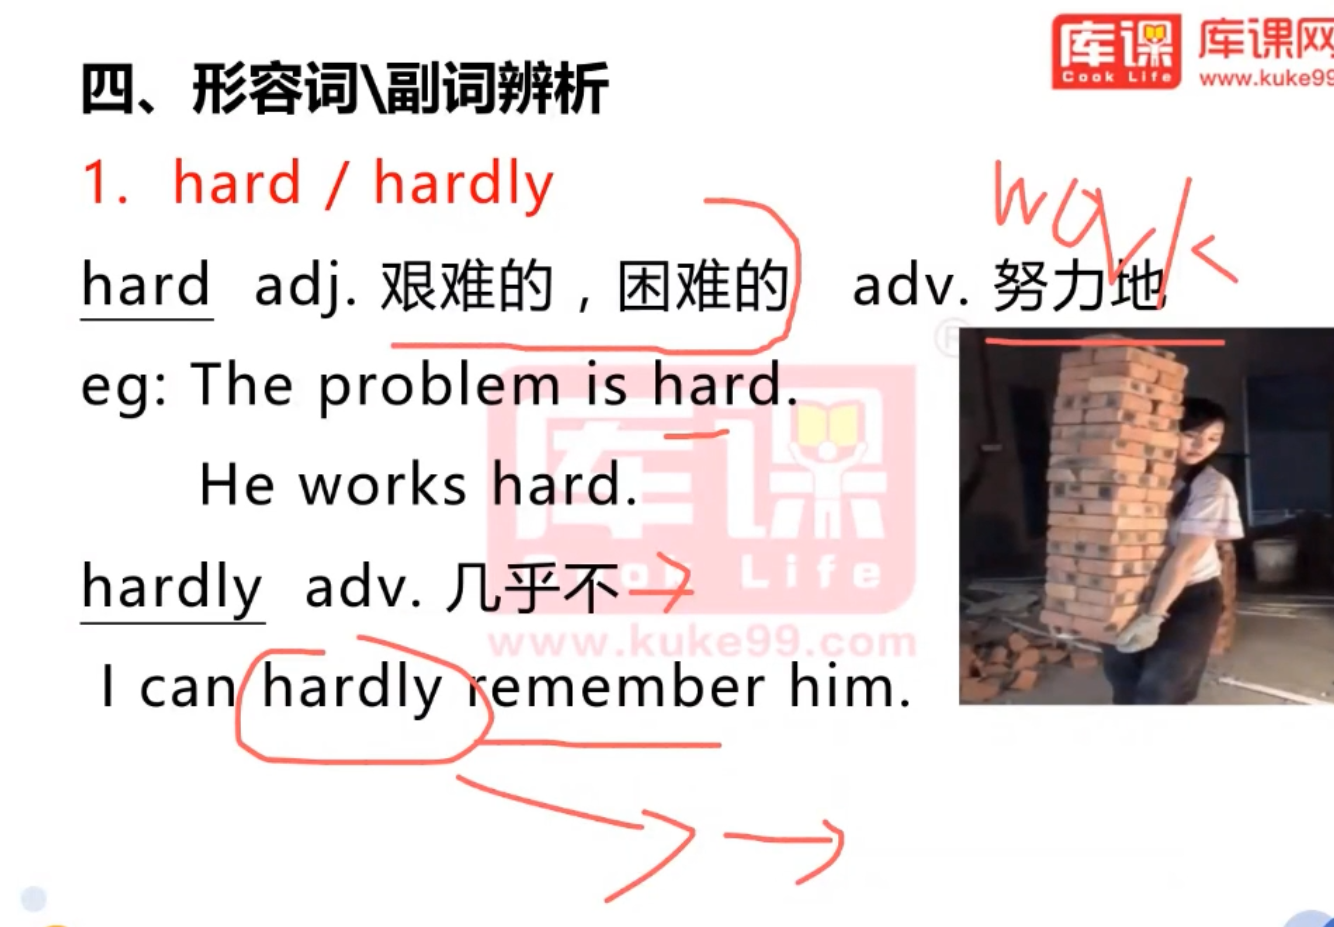 库课
Cook Life
库课网
www.kuke99
四、形容词\副词辨析
1. hard / hardly
work
hard adj. 艰难的，困难的 adv. 努力地
eg: The problem is hard.
He works hard.
hardly adv. 几乎不
I can hardly remember him.
库课
Cook Life
www.kuke99.com